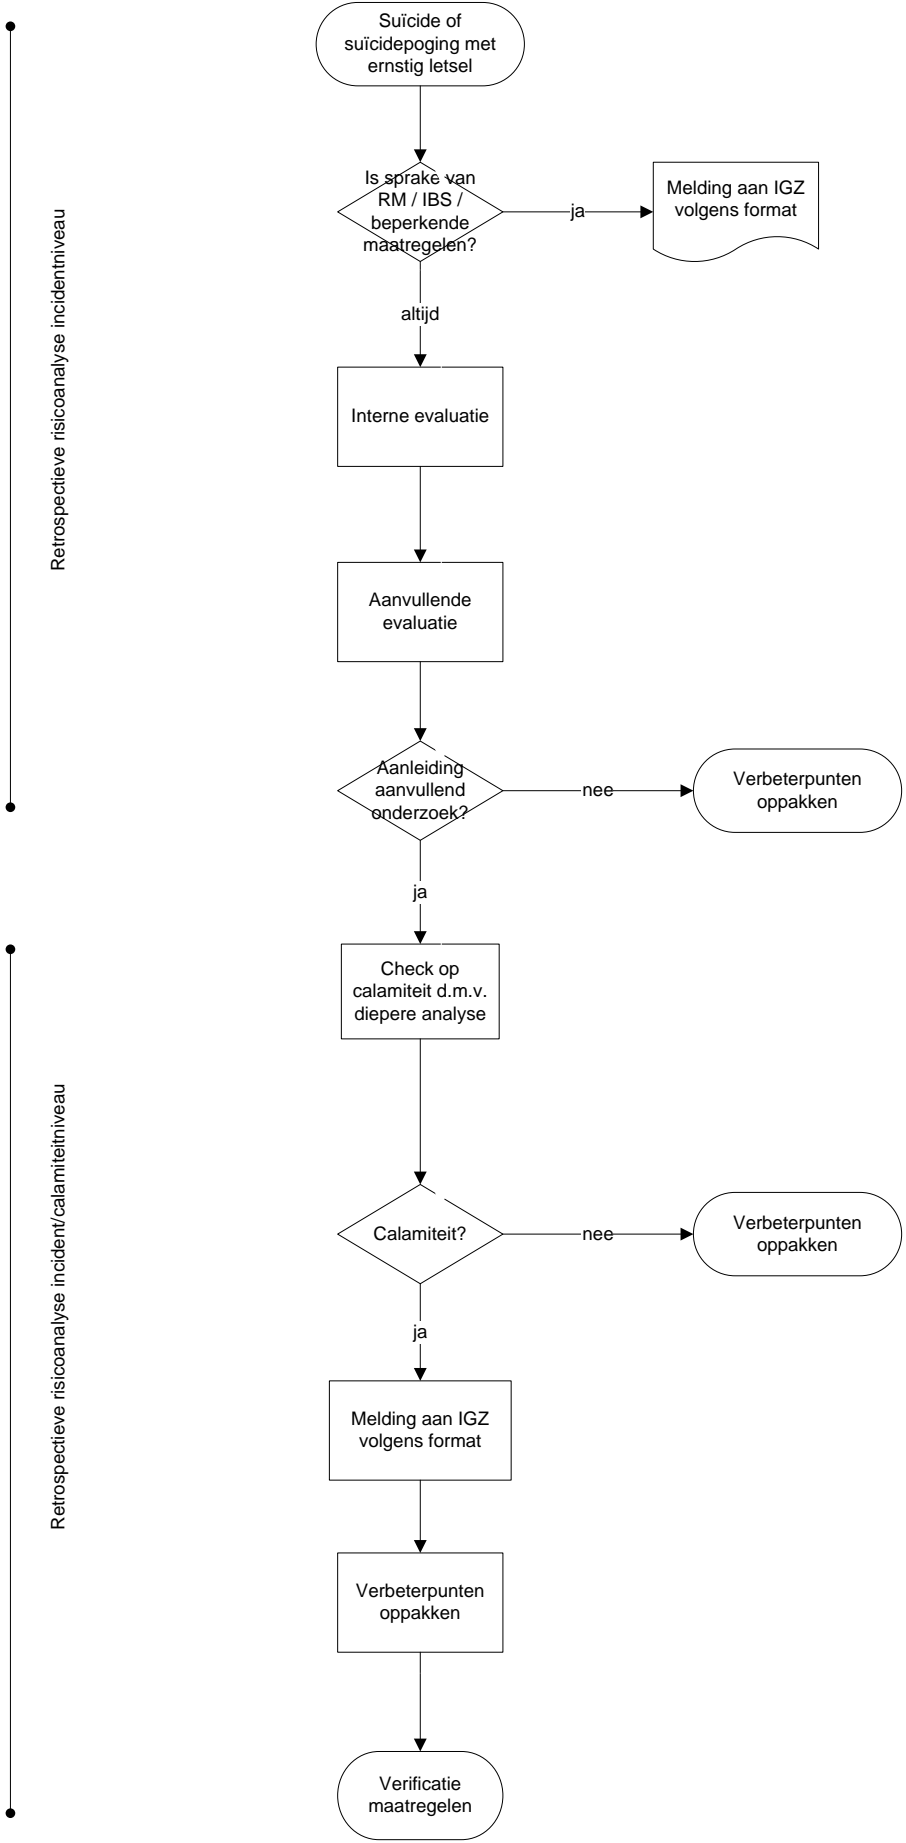 Suïcide of
suïcidepoging met
ernstig letsel
Is sprake van
RM / IBS /
beperkende
maatregelen?
ja
Melding aan IGZ
volgens format
altijd
Retrospectieve risicoanalyse incidentniveau
Interne evaluatie
Aanvullende
evaluatie
Aanleiding
aanvullend
onderzoek?
nee
Verbeterpunten
oppakken
ja
Check op
calamiteit d.m.v.
diepere analyse
Retrospectieve risicoanalyse incident/calamiteitniveau
Calamiteit?
nee
Verbeterpunten
oppakken
ja
Melding aan IGZ
volgens format
Verbeterpunten
oppakken
Verificatie
maatregelen